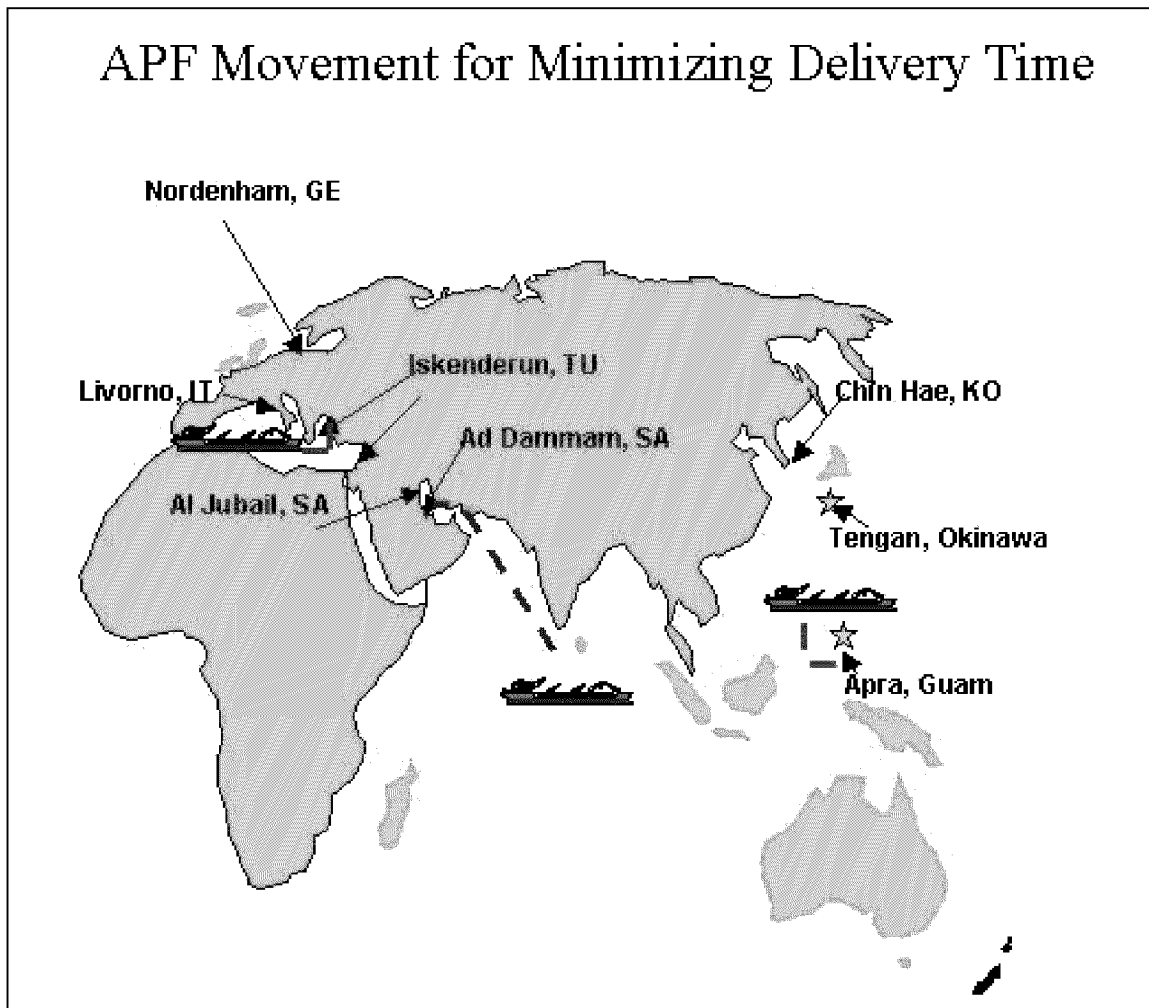 APF Movement for Minimizing Delivery Time
Nordenham, GE
Iskenderun, TU
Livorno, IT
Chin Hae, KO
Ad Dammam, SA
Al Jubail, SA
Tengan, Okinawa
Apra, Guam